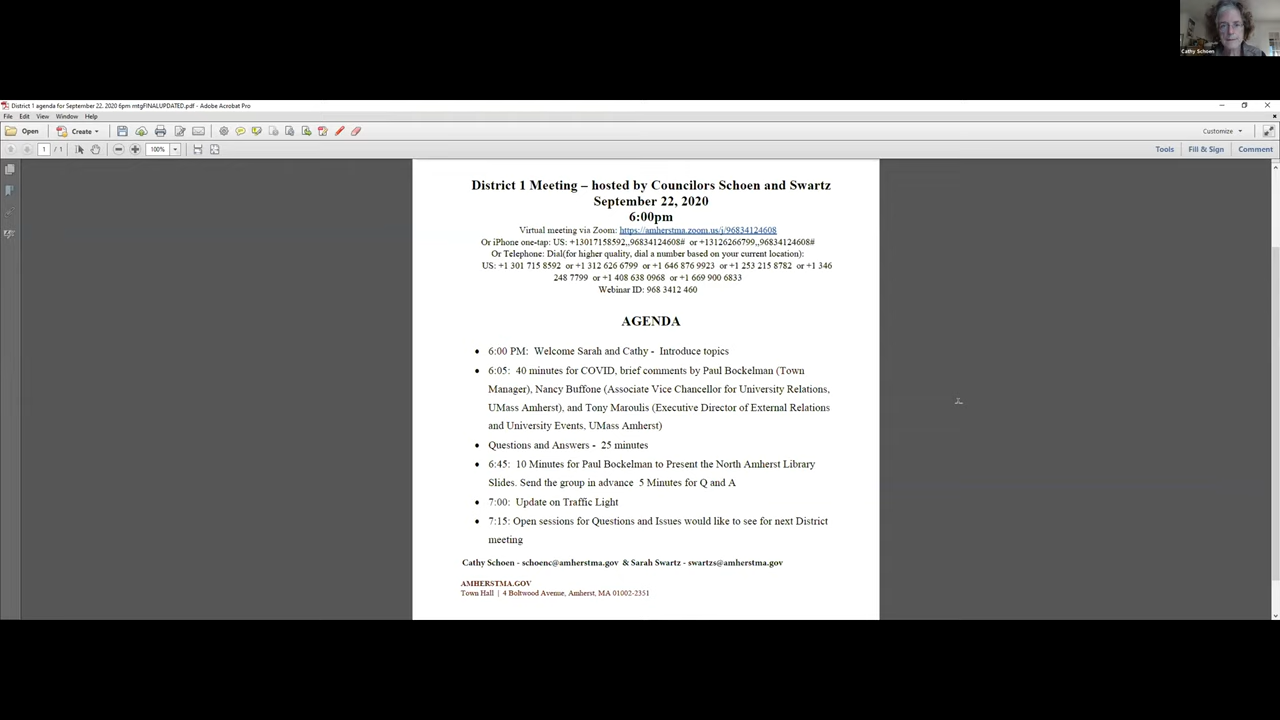 Cathy Schoen
District 1 agenda for September 22, 2020 6pm mtgFINALUPDATED.pdf - Adobe Acrobat Pro
File Edit View Window Help
Open Create Customize
1 / 1 100% Tools Fill & Sign Comment
District 1 Meeting – hosted by Councilors Schoen and Swartz
September 22, 2020
6:00pm
Virtual meeting via Zoom: https://amherstma.zoom.us/j/96834124608
Or iPhone one-tap: US: +13017158592,,96834124608# or +13126266799,,96834124608#
Or Telephone: Dial(for higher quality, dial a number based on your current location):
US: +1 301 715 8592 or +1 312 626 6799 or +1 646 876 9923 or +1 253 215 8782 or +1 346
248 7799 or +1 408 638 0968 or +1 669 900 6833
Webinar ID: 968 3412 460
AGENDA
• 6:00 PM: Welcome Sarah and Cathy - Introduce topics
• 6:05: 40 minutes for COVID, brief comments by Paul Bockelman (Town
Manager), Nancy Buffone (Associate Vice Chancellor for University Relations,
UMass Amherst), and Tony Maroulis (Executive Director of External Relations
and University Events, UMass Amherst)
• Questions and Answers - 25 minutes
• 6:45: 10 Minutes for Paul Bockelman to Present the North Amherst Library
Slides. Send the group in advance 5 Minutes for Q and A
• 7:00: Update on Traffic Light
• 7:15: Open sessions for Questions and Issues would like to see for next District
meeting
Cathy Schoen - schoenc@amherstma.gov & Sarah Swartz - swartzs@amherstma.gov
AMHERSTMA.GOV
Town Hall | 4 Boltwood Avenue, Amherst, MA 01002-2351